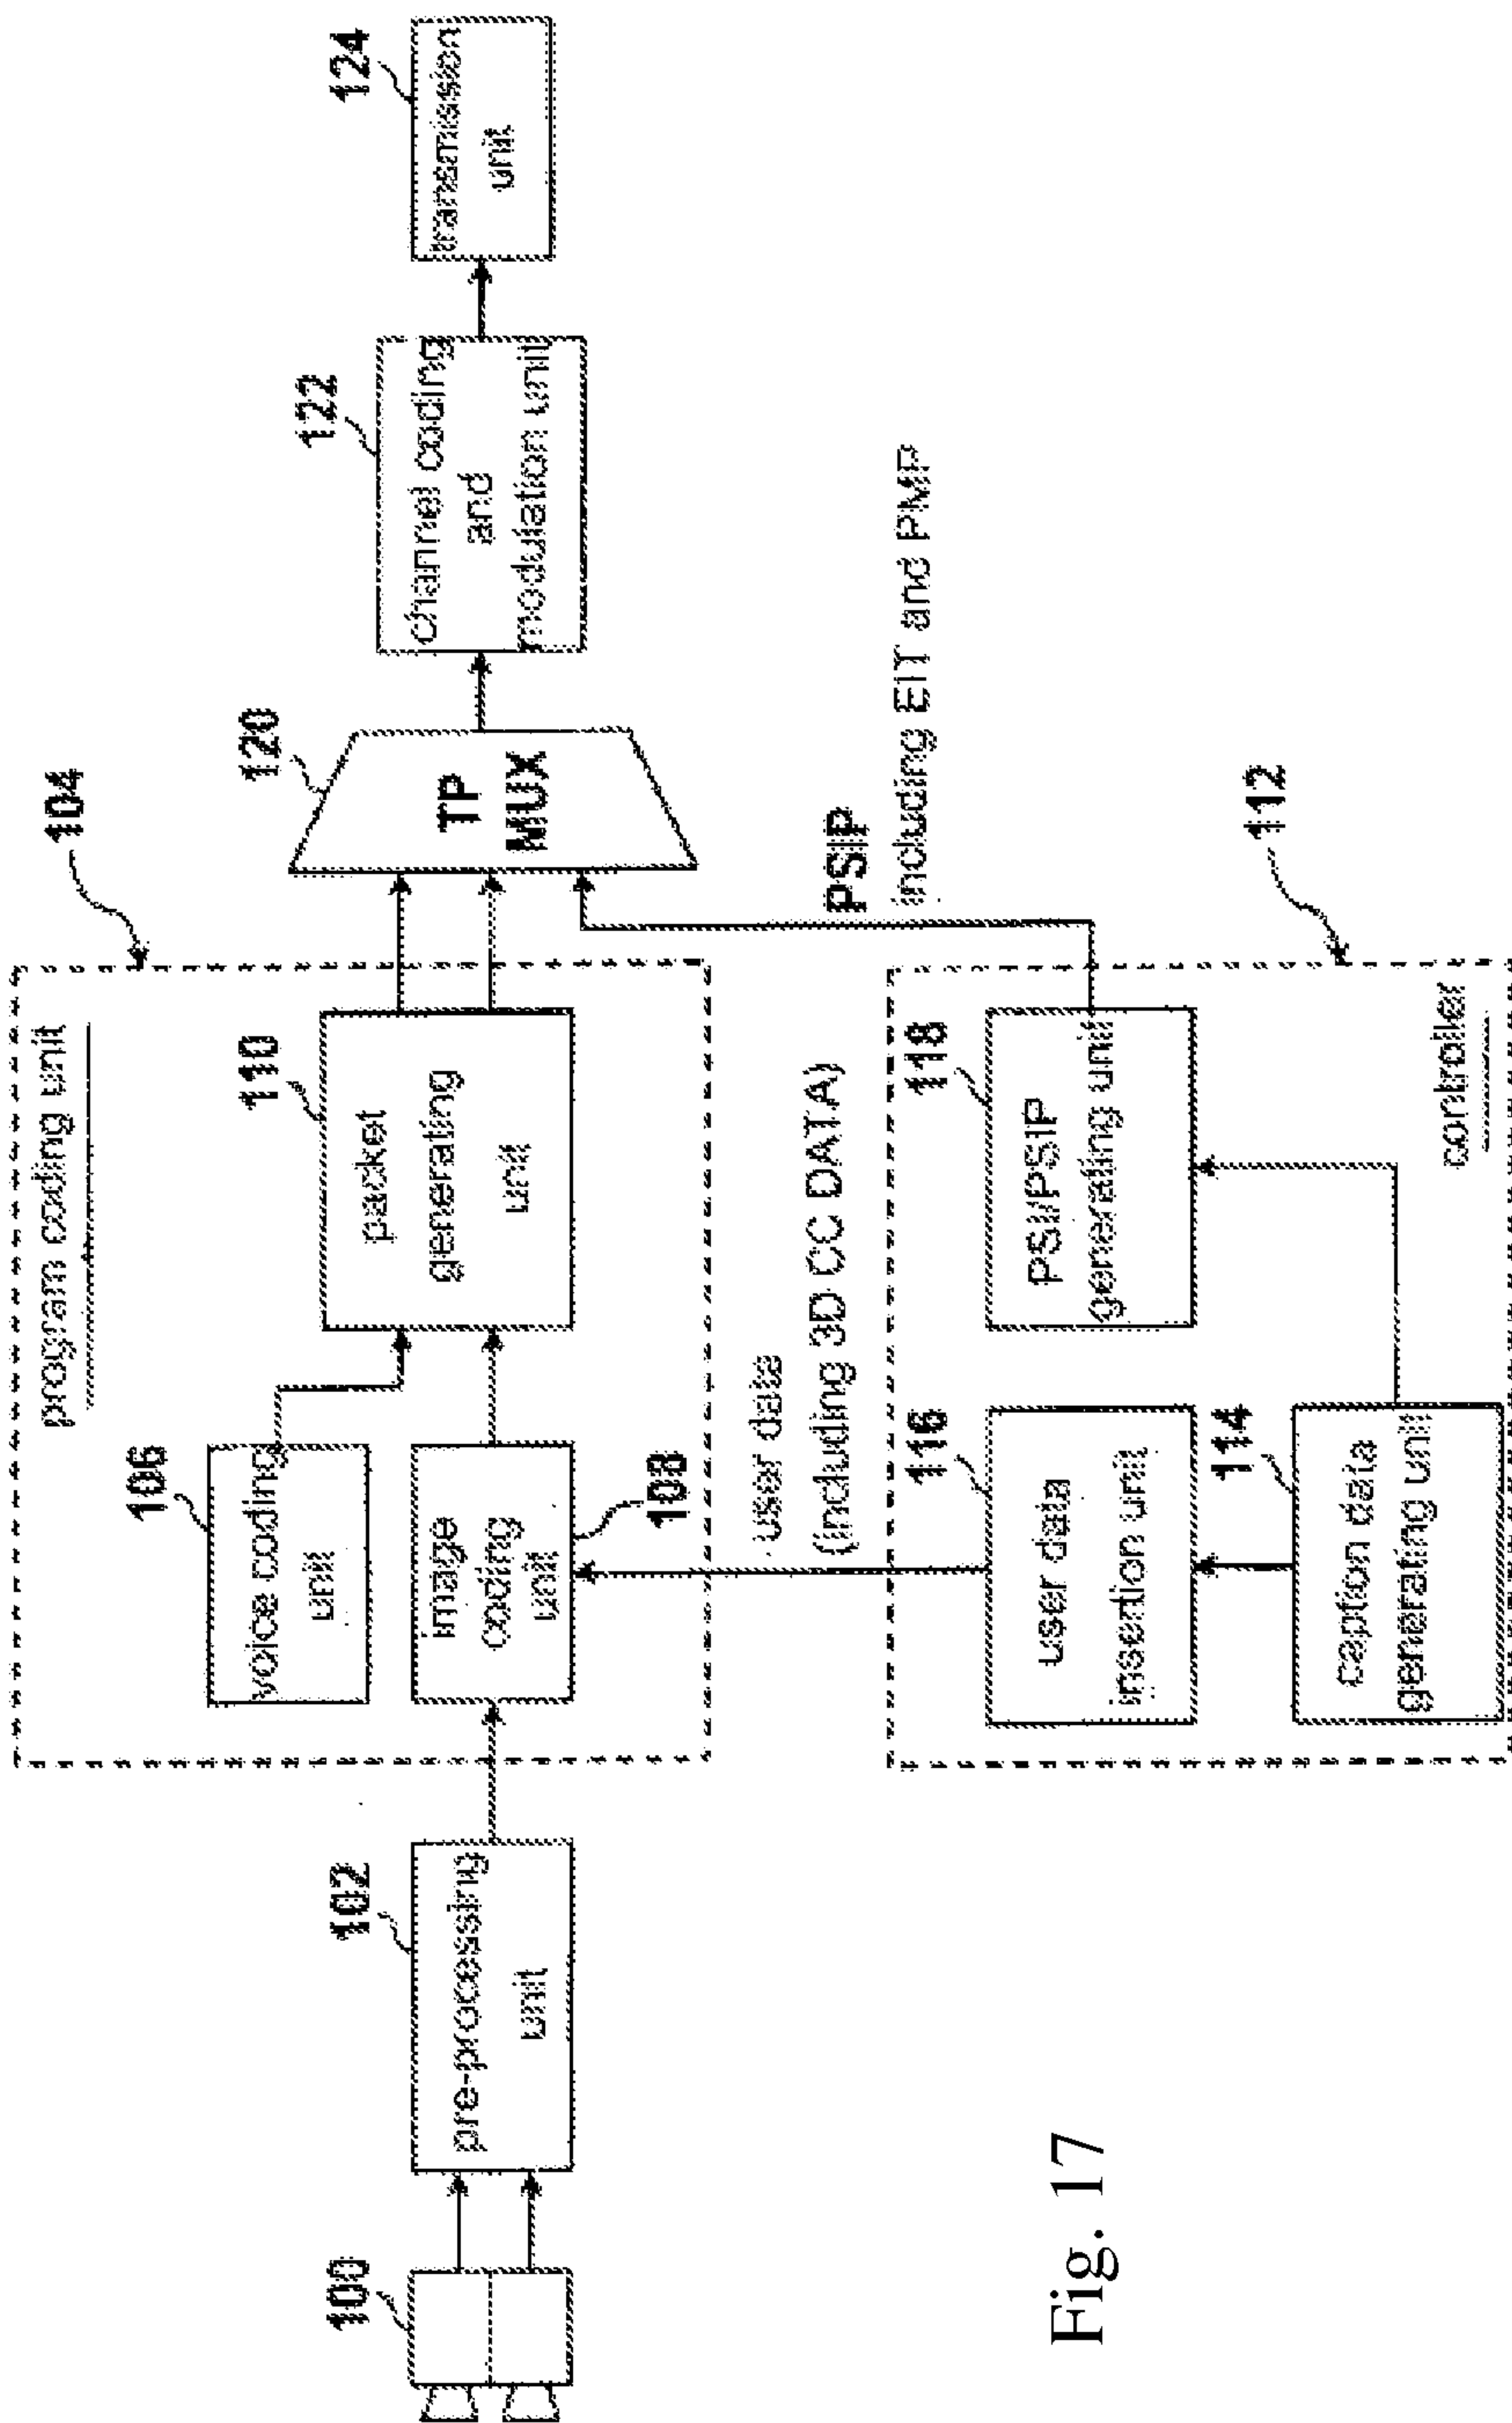 100
102
pre-processing
unit
104
program coding unit
106
voice coding
unit
image
coding
unit
108
110
packet
generating
unit
120
TP
MUX
122
channel coding
and
modulation unit
124
transmission
unit
user data
(including 3D CC DATA)
PSIP
including EIT and PMP
112
116
user data
insertion unit
118
PSI/PSIP
generating unit
114
caption data
generating unit
controller
Fig. 17